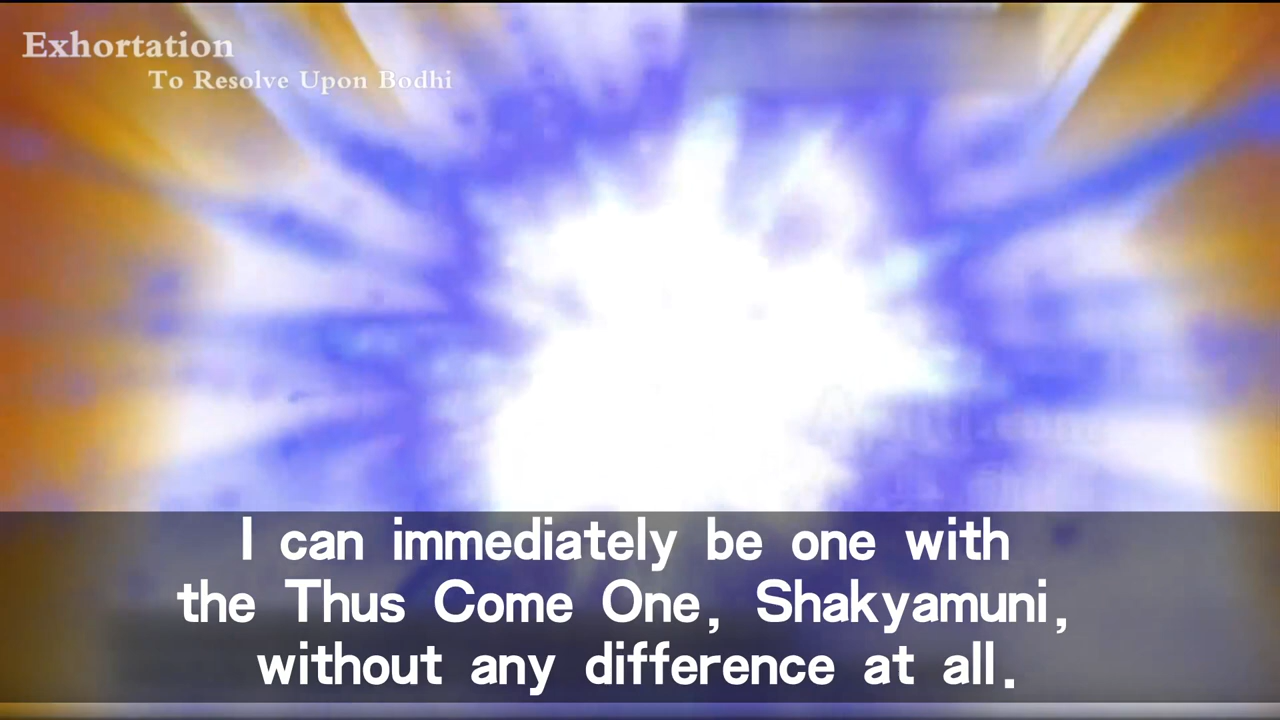 Exhortation
To Resolve Upon Bodhi
I can immediately be one with
the Thus Come One, Shakyamuni,
without any difference at all.